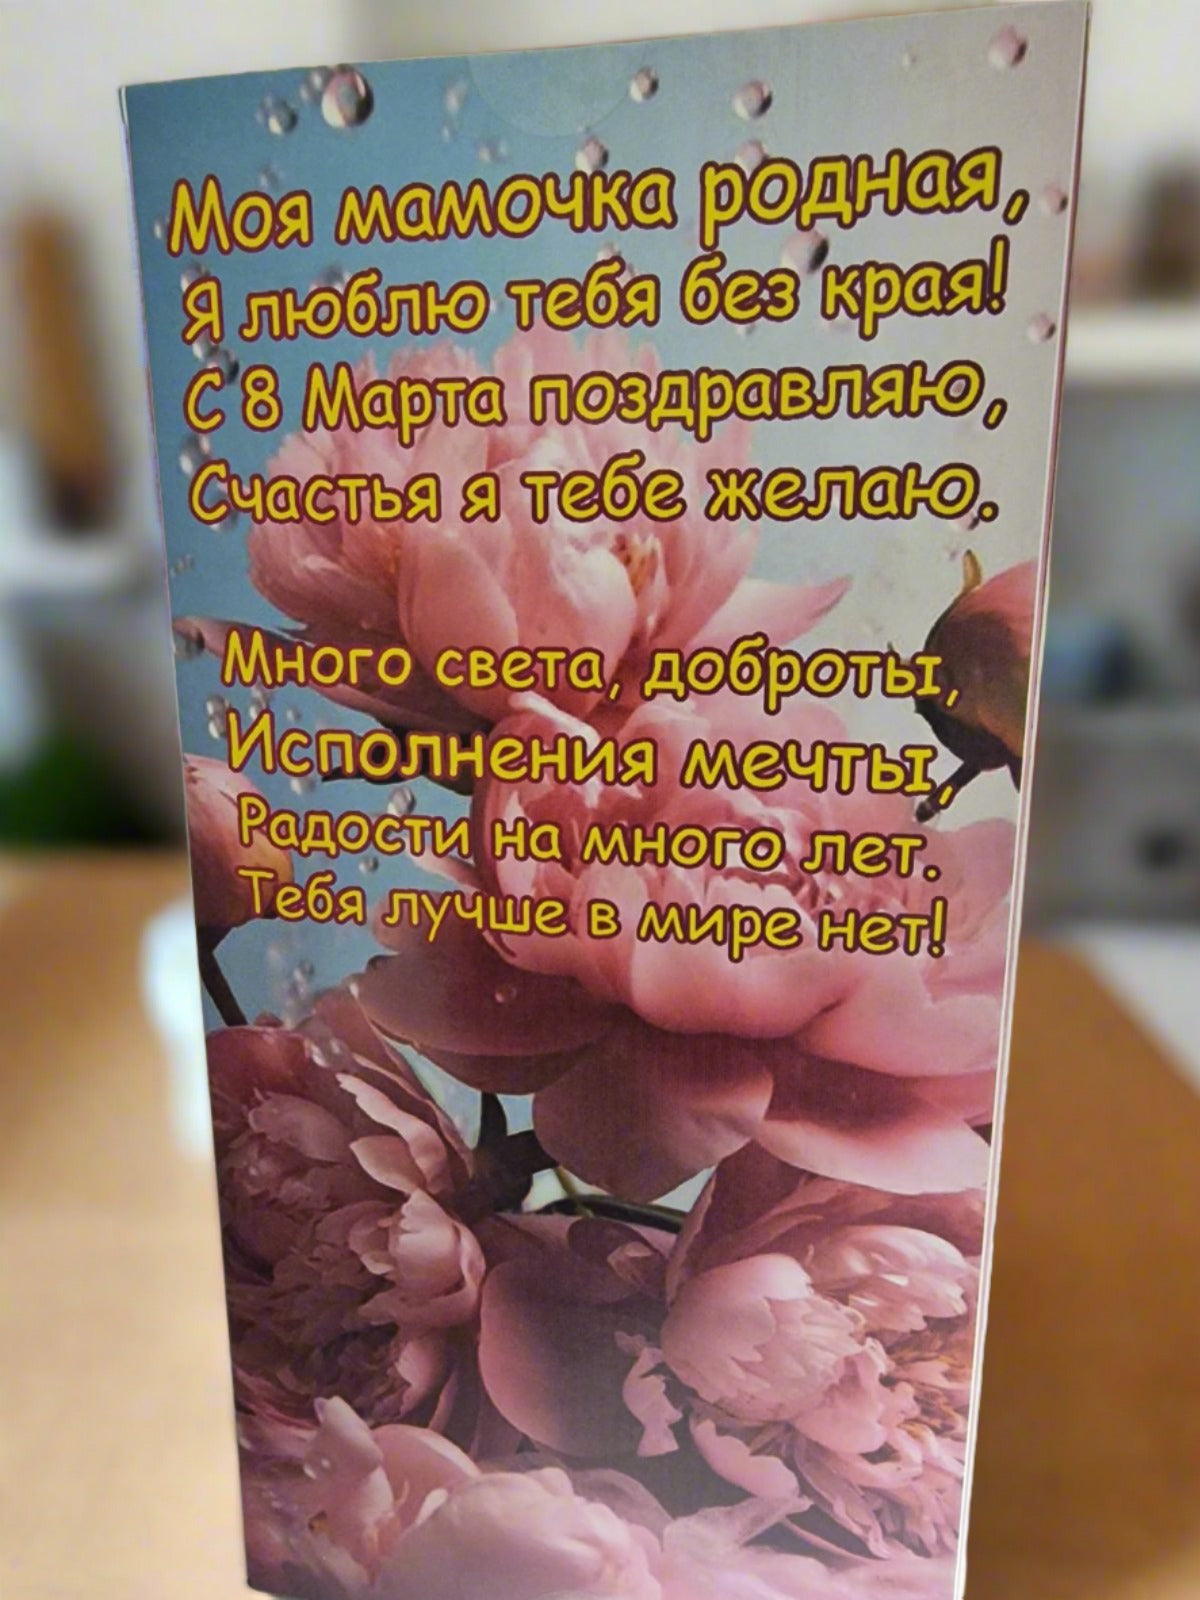 Моя мамочка родная,
Я люблю тебя без края!
С 8 Марта поздравляю,
Счастья я тебе желаю.
Много света, доброты,
Исполнения мечты,
Радости на много лет.
Тебя лучше в мире нет!